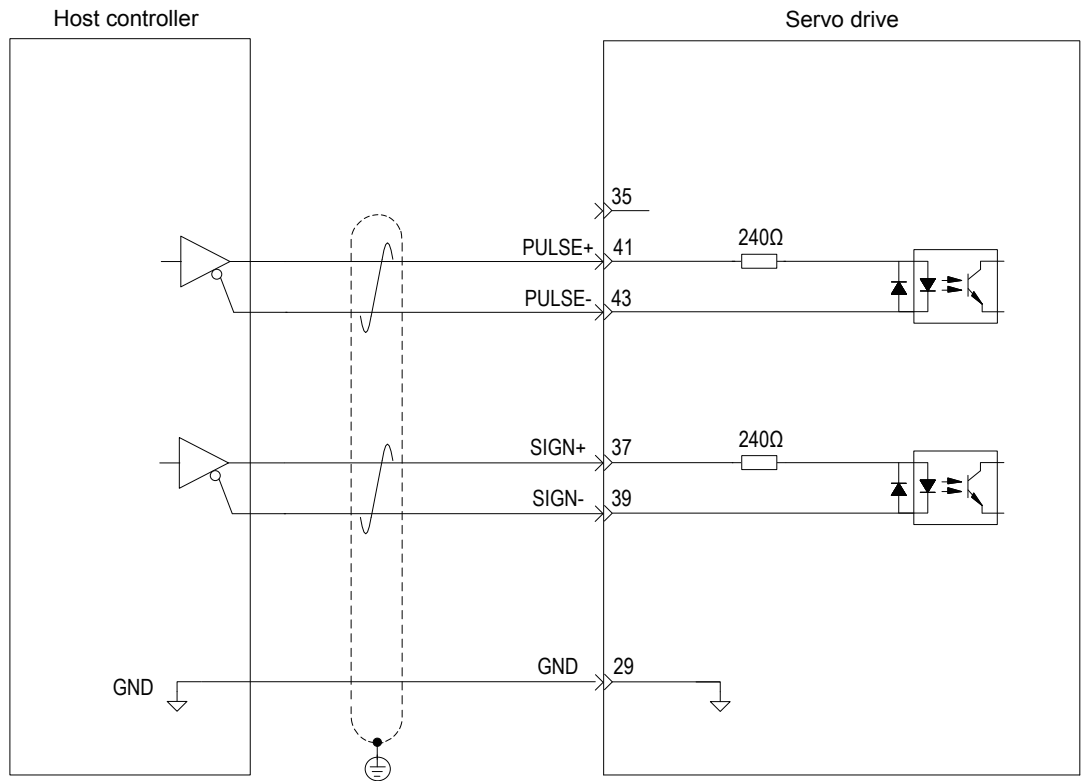 Host controller
Servo drive
35
PULSE+ 41
240Ω
PULSE- 43
SIGN+ 37
240Ω
SIGN- 39
GND 29
GND